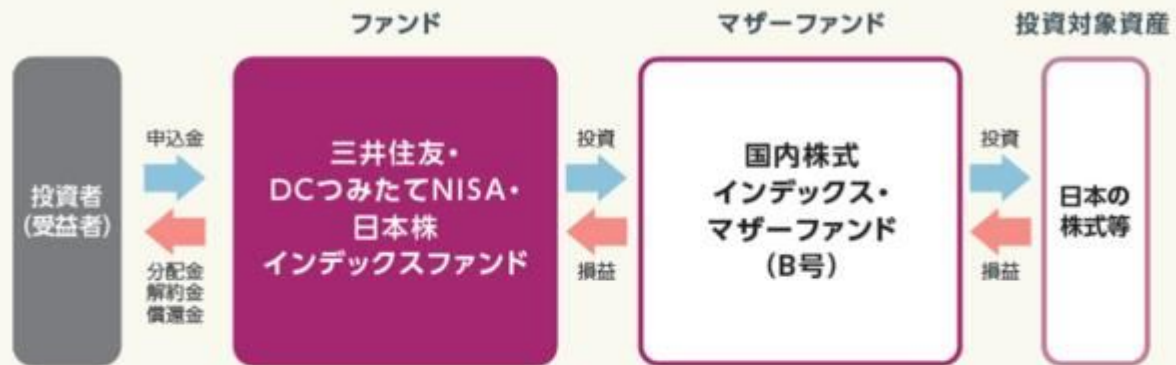 ファンド
マザーファンド
投資対象資産
投資者
(受益者)
申込金
分配金
解約金
償還金
三井住友・
DCつみたてNISA・
日本株
インデックスファンド
投資
損益
国内株式
インデックス・
マザーファンド
(B号)
投資
損益
日本の
株式等